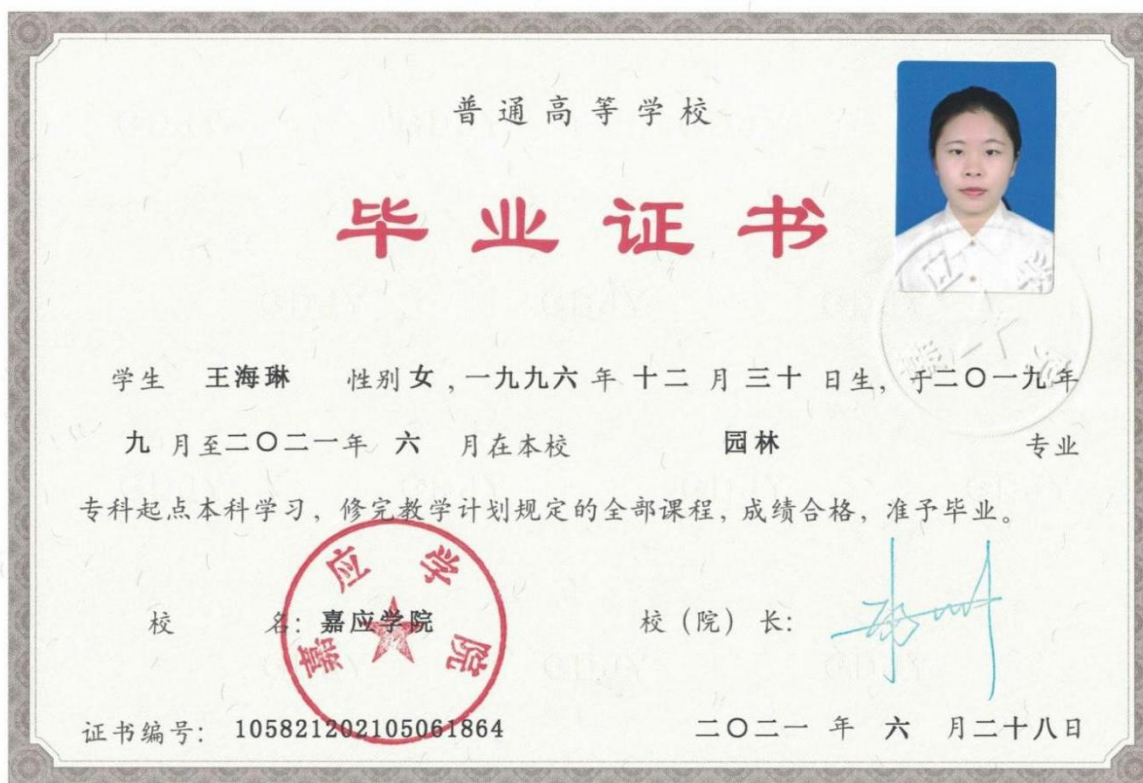 普通高等学校
毕业证书
学生 王海琳 性别 女 ,一九九六 年 十二 月 三十 日生, 于二〇一九年
九 月至二〇二一年 六 月在本校 园林 专业
专科起点本科学习, 修完教学计划规定的全部课程, 成绩合格, 准予毕业。
嘉应学院
校 名: 嘉应学院 校 (院) 长:
证书编号: 105821202105061864 二〇二一 年 六 月二十八日